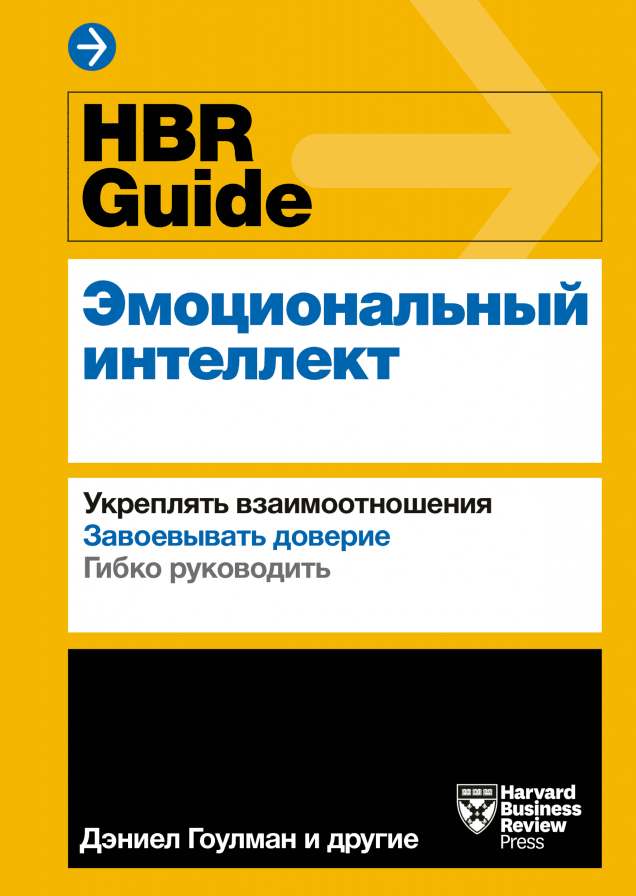 HBR
Guide
Эмоциональный
интеллект
Укреплять взаимоотношения
Завоевывать доверие
Гибко руководить
Дэниел Гоулман и другие
Harvard
Business
Review
Press